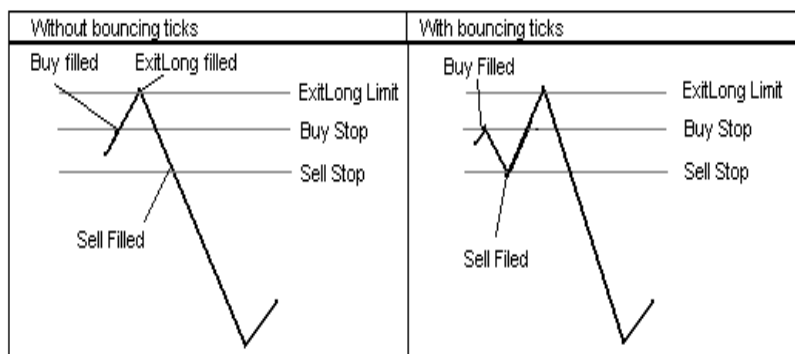 Without bouncing ticks
Buy filled
ExitLong filled
ExitLong Limit
Buy Stop
Sell Stop
Sell Filled
With bouncing ticks
Buy Filled
ExitLong Limit
Buy Stop
Sell Stop
Sell Filed